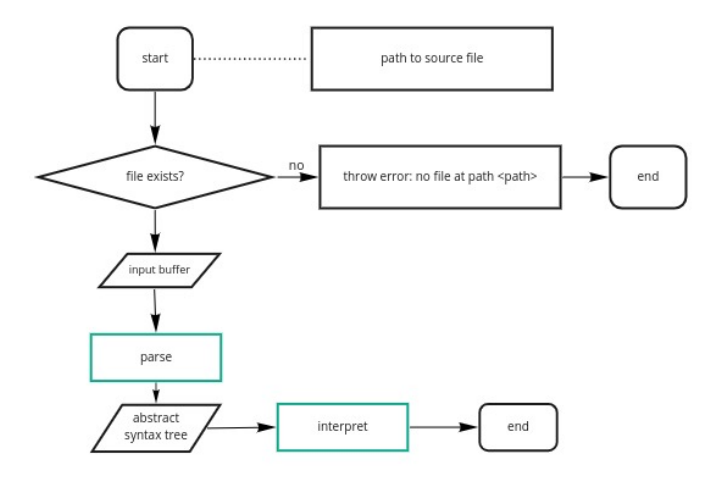 start
path to source file
file exists?
no
throw error: no file at path <path>
end
input buffer
parse
abstract
syntax tree
interpret
end